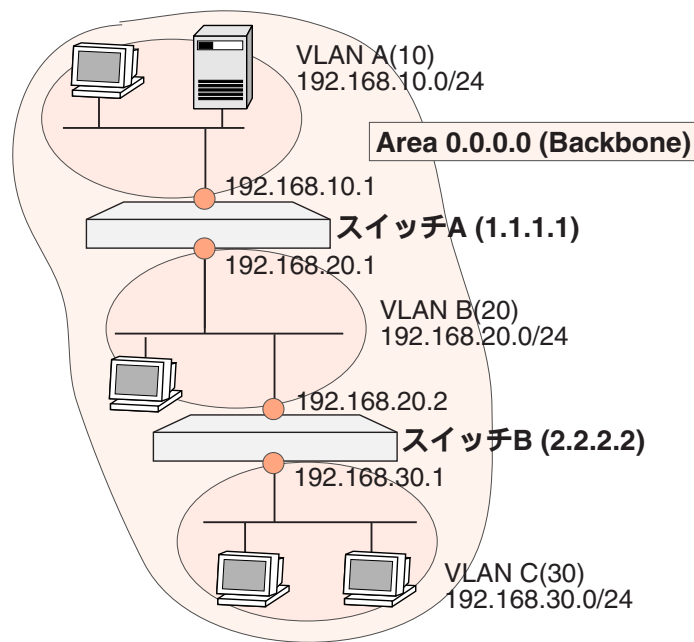 VLAN A(10)
192.168.10.0/24
Area 0.0.0.0 (Backbone)
192.168.10.1
スイッチA (1.1.1.1)
192.168.20.1
VLAN B(20)
192.168.20.0/24
192.168.20.2
スイッチB (2.2.2.2)
192.168.30.1
VLAN C(30)
192.168.30.0/24